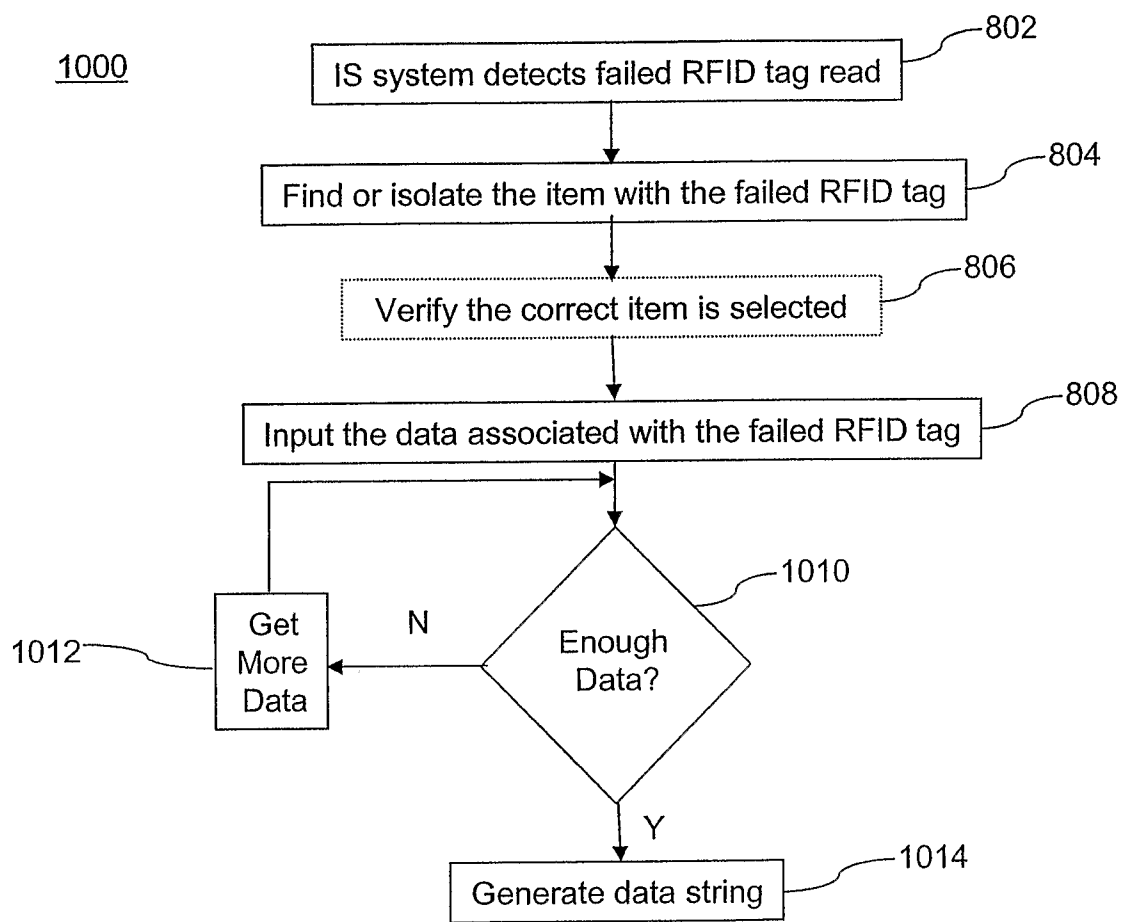 1000
802
IS system detects failed RFID tag read
804
Find or isolate the item with the failed RFID tag
806
Verify the correct item is selected
808
Input the data associated with the failed RFID tag
1010
Enough
Data?
N
Get
More
Data
1012
Y
1014
Generate data string